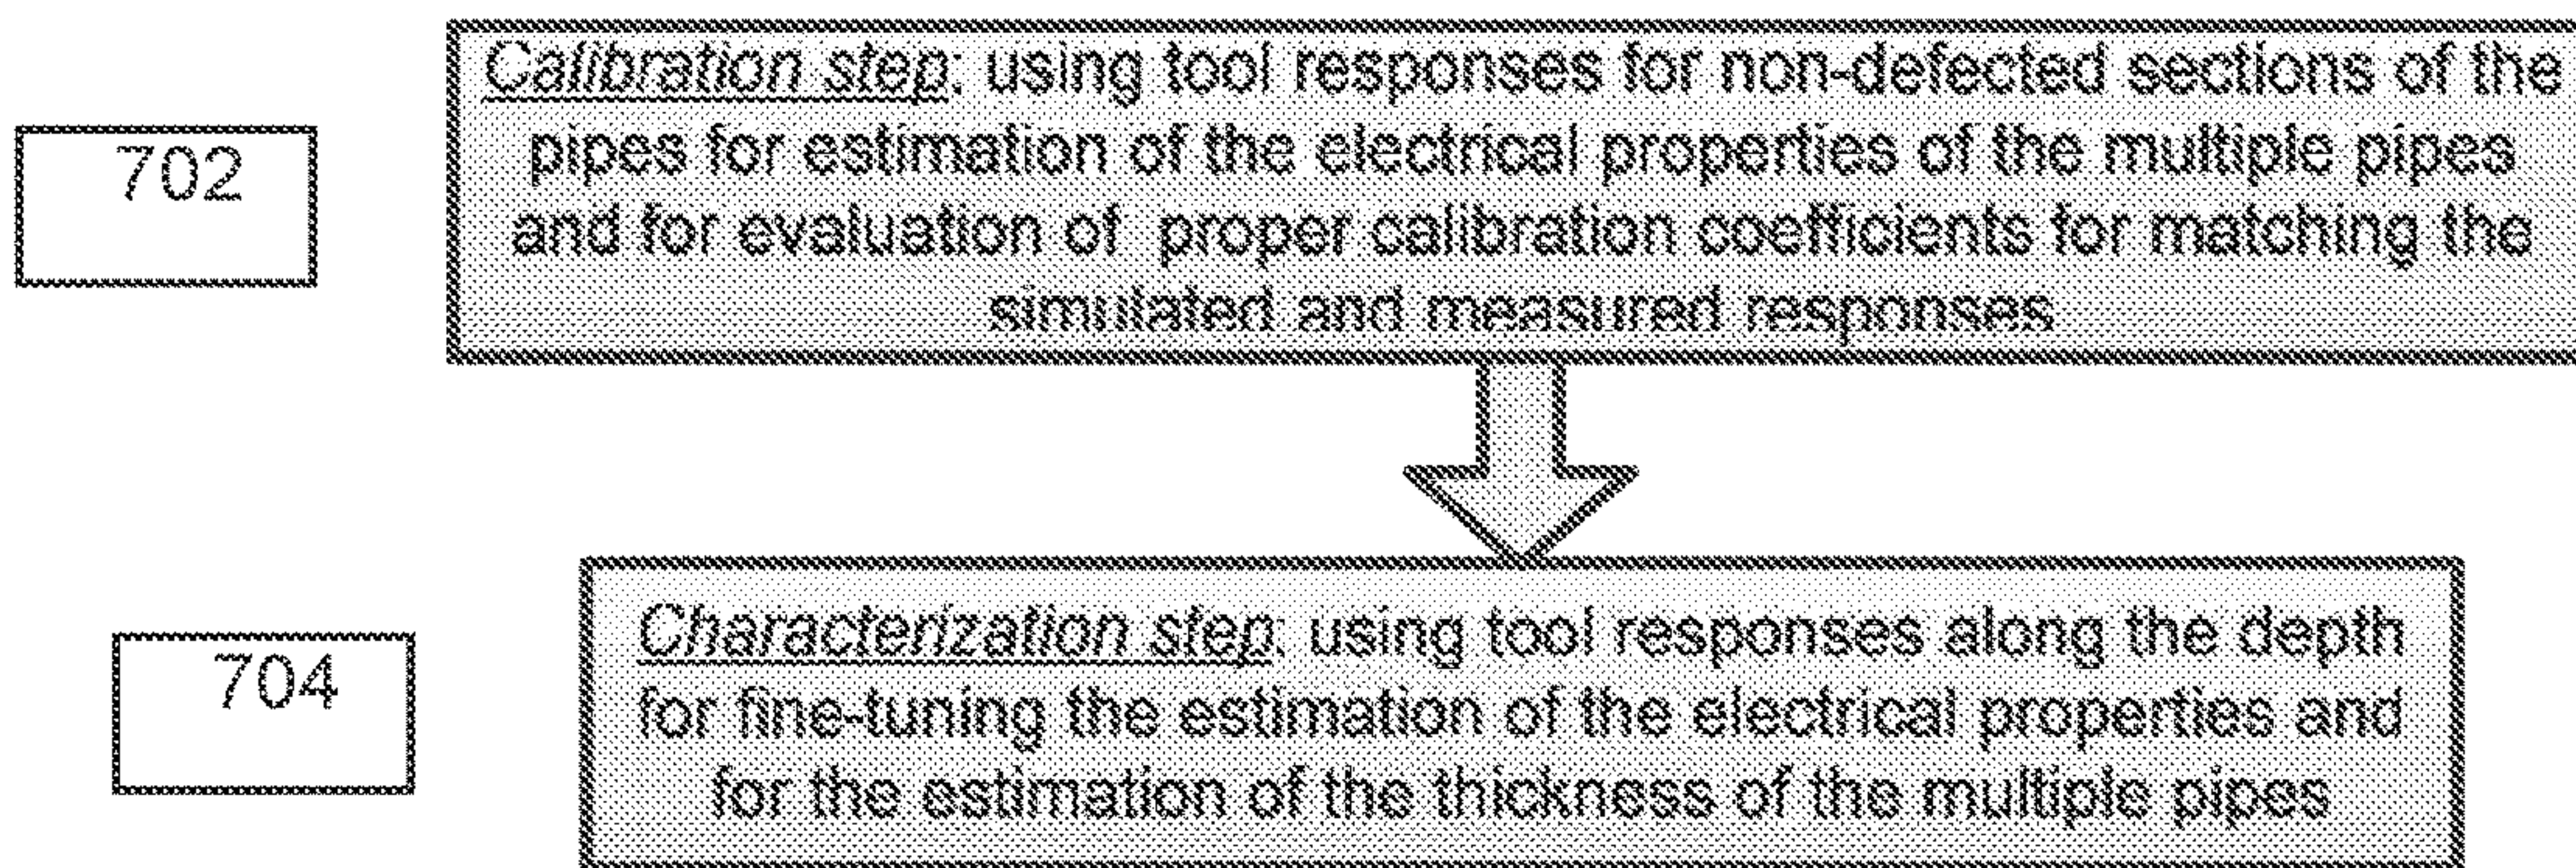 702
Calibration step: using tool responses for non-defected sections of the
pipes for estimation of the electrical properties of the multiple pipes
and for evaluation of proper calibration coefficients for matching the
simulated and measured responses
704
Characterization step: using tool responses along the depth
for fine-tuning the estimation of the electrical properties and
for the estimation of the thickness of the multiple pipes